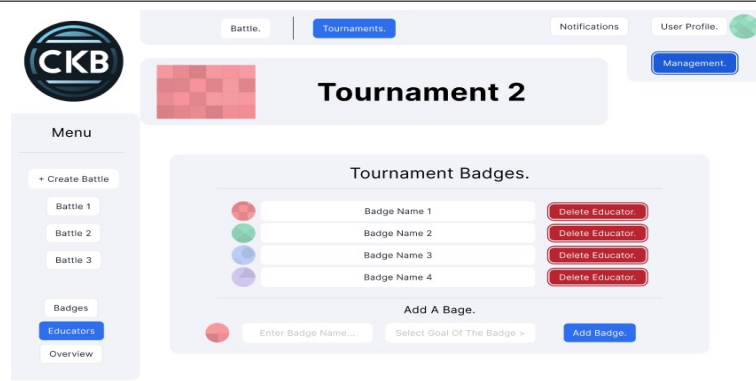 Battle.
Tournaments.
Notifications
User Profile.
CKB
Management.
Tournament 2
Menu
+ Create Battle
Battle 1
Battle 2
Battle 3
Badges
Educators
Overview
Tournament Badges.
Badge Name 1 Delete Educator.
Badge Name 2 Delete Educator.
Badge Name 3 Delete Educator.
Badge Name 4 Delete Educator.
Add A Bage.
Enter Badge Name... Select Goal Of The Badge > Add Badge.